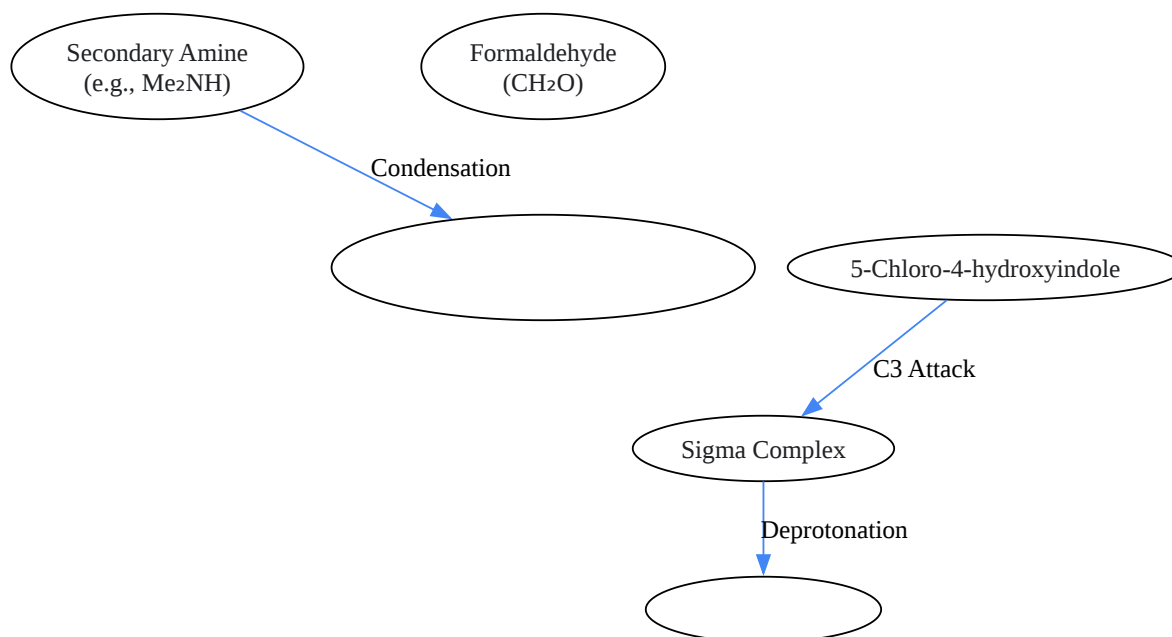 Secondary Amine
(e.g., Me₂NH)
Formaldehyde
(CH₂O)
Condensation
5-Chloro-4-hydroxyindole
C3 Attack
Sigma Complex
Deprotonation